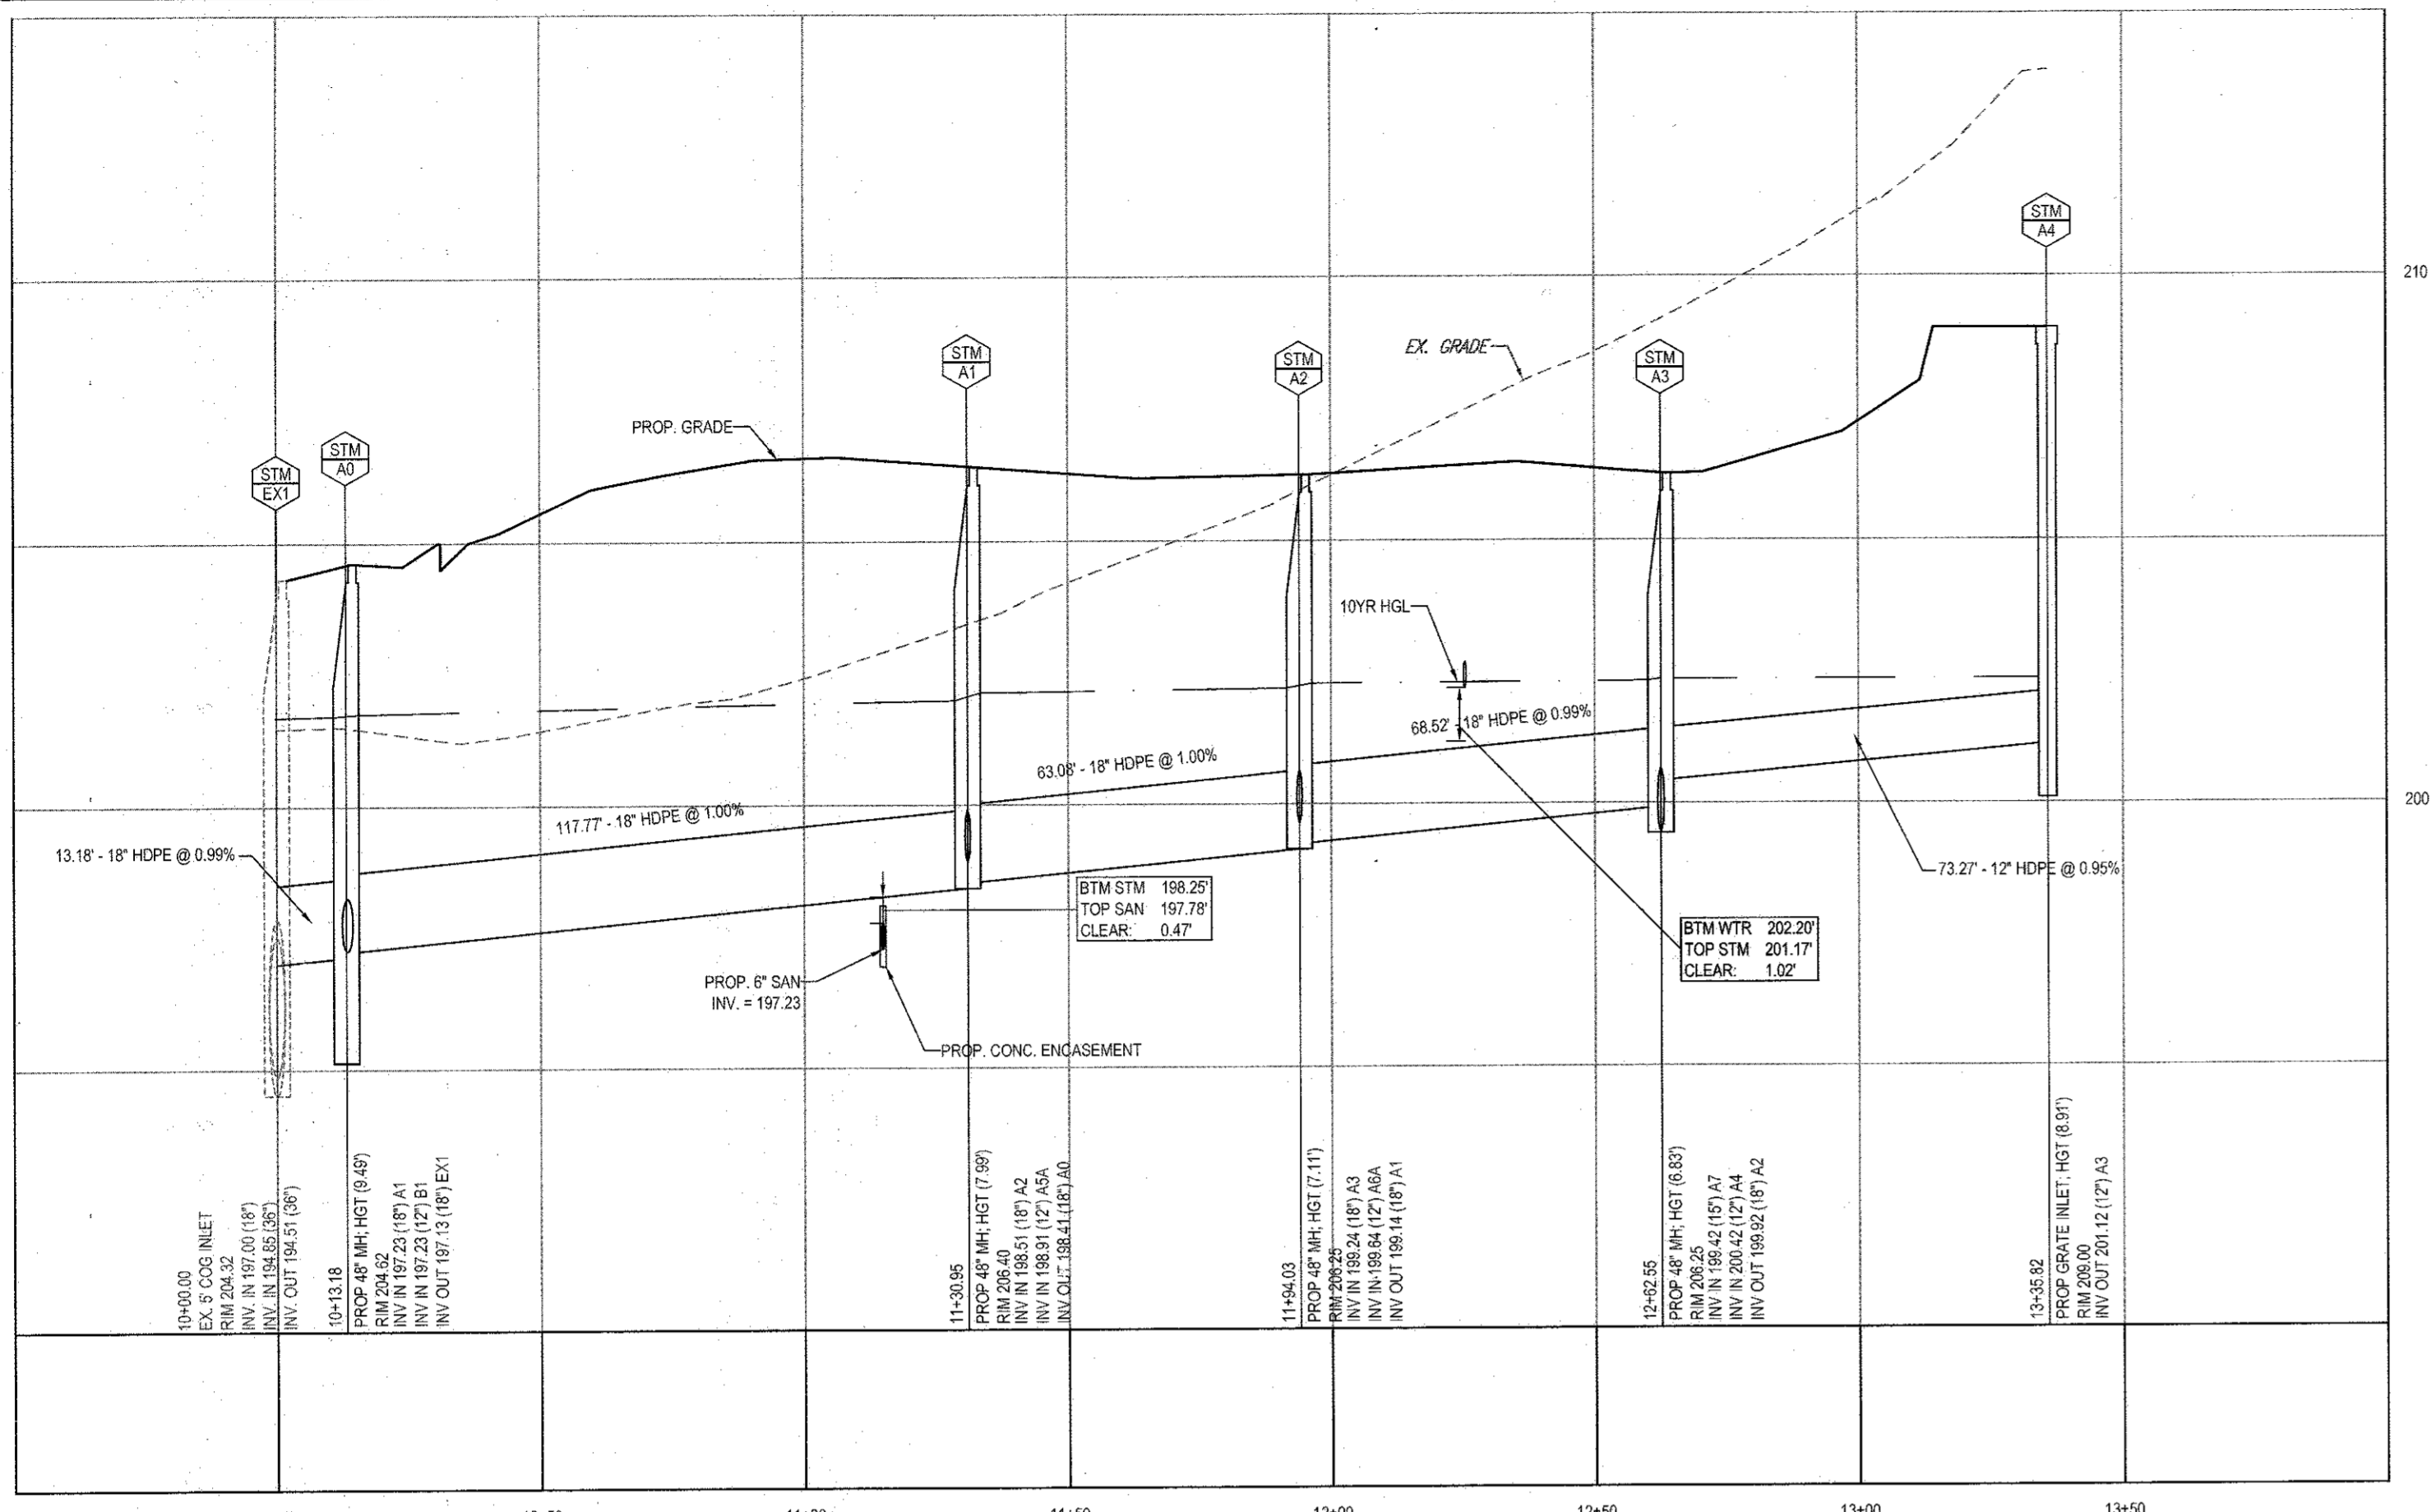 STM
A4
210
STM
A1
STM
A2
EX. GRADE
STM
A3
PROP. GRADE
STM
A0
STM
EX1
10YR HGL
68.52' - 18" HDPE @ 0.99%
63.08' - 18" HDPE @ 1.00%
117.77' - 18" HDPE @ 1.00%
200
13.18' - 18" HDPE @ 0.99%
73.27' - 12" HDPE @ 0.95%
BTM STM 198.25'
TOP SAN 197.78'
CLEAR: 0.47'
BTM WTR 202.20'
TOP STM 201.17'
CLEAR: 1.02'
PROP. 6" SAN
INV. = 197.23
PROP. CONC. ENCASEMENT
10+00.00
EX. 5' COG INLET
RIM 204.32
INV. IN 197.00 (18")
INV. IN 194.85 (36")
INV. OUT 194.51 (36")
10+13.18
PROP 48" MH; HGT (9.49')
RIM 204.62
INV IN 197.23 (18") A1
INV IN 197.23 (12") B1
INV OUT 197.13 (18") EX1
11+30.95
PROP 48" MH; HGT (7.99')
RIM 206.40
INV IN 198.51 (18") A2
INV IN 198.91 (12") A5A
INV OUT 198.41 (18") A0
11+94.03
PROP 48" MH; HGT (7.11')
RIM 206.25
INV IN 199.24 (18") A3
INV IN 199.64 (12") A6A
INV OUT 199.14 (18") A1
12+62.55
PROP 48" MH; HGT (6.83')
RIM 206.25
INV IN 199.42 (15") A7
INV IN 200.42 (12") A4
INV OUT 199.92 (18") A2
13+35.82
PROP GRATE INLET; HGT (8.91')
RIM 209.00
INV OUT 201.12 (12") A3
11+50
12+00
12+50
13+00
13+50